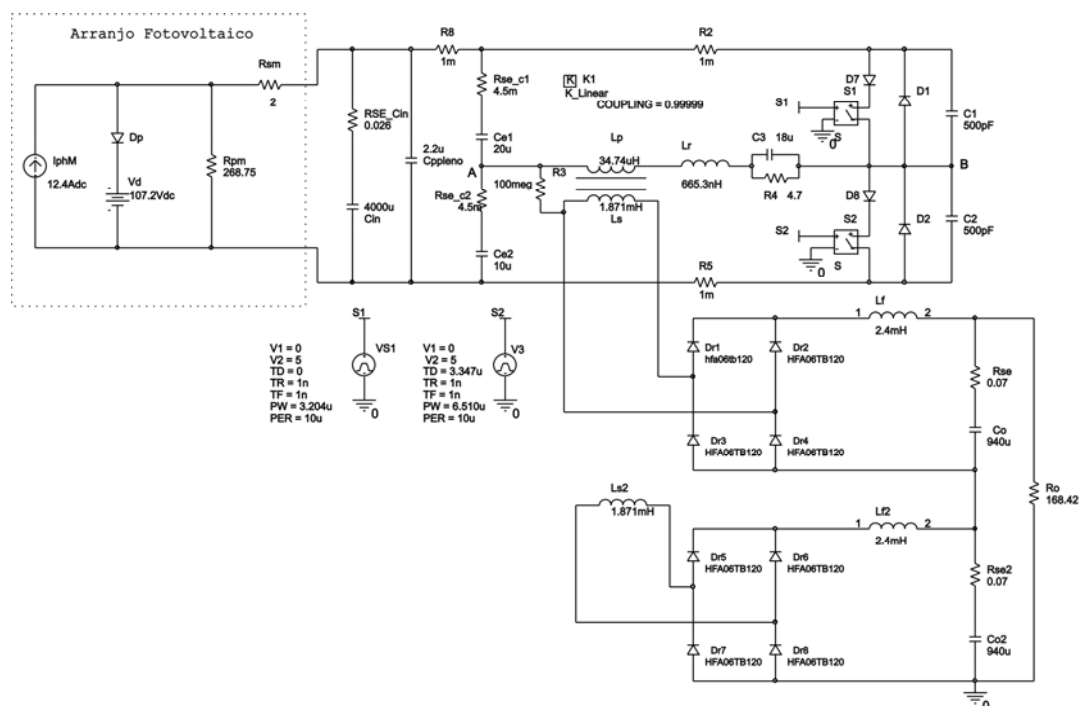 Arranjo Fotovoltaico
Rsm
2
IphM
12.4Adc
Dp
Vd
107.2Vdc
Rpm
268.75
RSE_Cin
0.026
4000u
Cin
2.2u
Cppleno
R8
1m
Rse_c1
4.5m
Ce1
20u
A
Rse_c2
4.5m
Ce2
10u
K K1
K_Linear
COUPLING = 0.99999
R2
1m
Lp
34.74uH
R3
100meg
1.871mH
Ls
Lr
665.3nH
C3 18u
R4 4.7
D7
S1
S1
S
0
D1
C1
500pF
B
D8
S2
S2
S
0
D2
C2
500pF
R5
1m
S1
VS1
0
V1 = 0
V2 = 5
TD = 0
TR = 1n
TF = 1n
PW = 3.204u
PER = 10u
S2
V3
0
V1 = 0
V2 = 5
TD = 3.347u
TR = 1n
TF = 1n
PW = 6.510u
PER = 10u
Lf
1 2
2.4mH
Dr1
hfa06tb120
Dr2
HFA06TB120
Dr3
HFA06TB120
Dr4
HFA06TB120
Rse
0.07
Co
940u
Ro
168.42
Ls2
1.871mH
Lf2
1 2
2.4mH
Dr5
HFA06TB120
Dr6
HFA06TB120
Dr7
HFA06TB120
Dr8
HFA06TB120
Rse2
0.07
Co2
940u
0